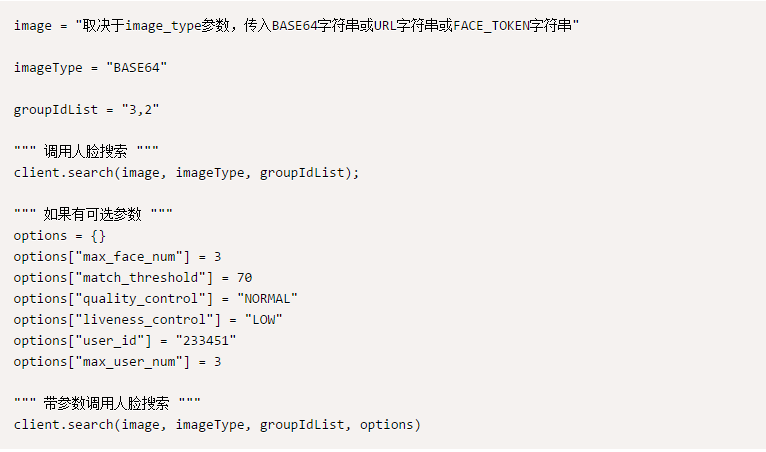 image = "取决于image_type参数，传入BASE64字符串或URL字符串或FACE_TOKEN字符串"
imageType = "BASE64"
groupIdList = "3,2"
""" 调用人脸搜索 """
client.search(image, imageType, groupIdList);
""" 如果有可选参数 """
options = {}
options["max_face_num"] = 3
options["match_threshold"] = 70
options["quality_control"] = "NORMAL"
options["liveness_control"] = "LOW"
options["user_id"] = "233451"
options["max_user_num"] = 3
""" 带参数调用人脸搜索 """
client.search(image, imageType, groupIdList, options)